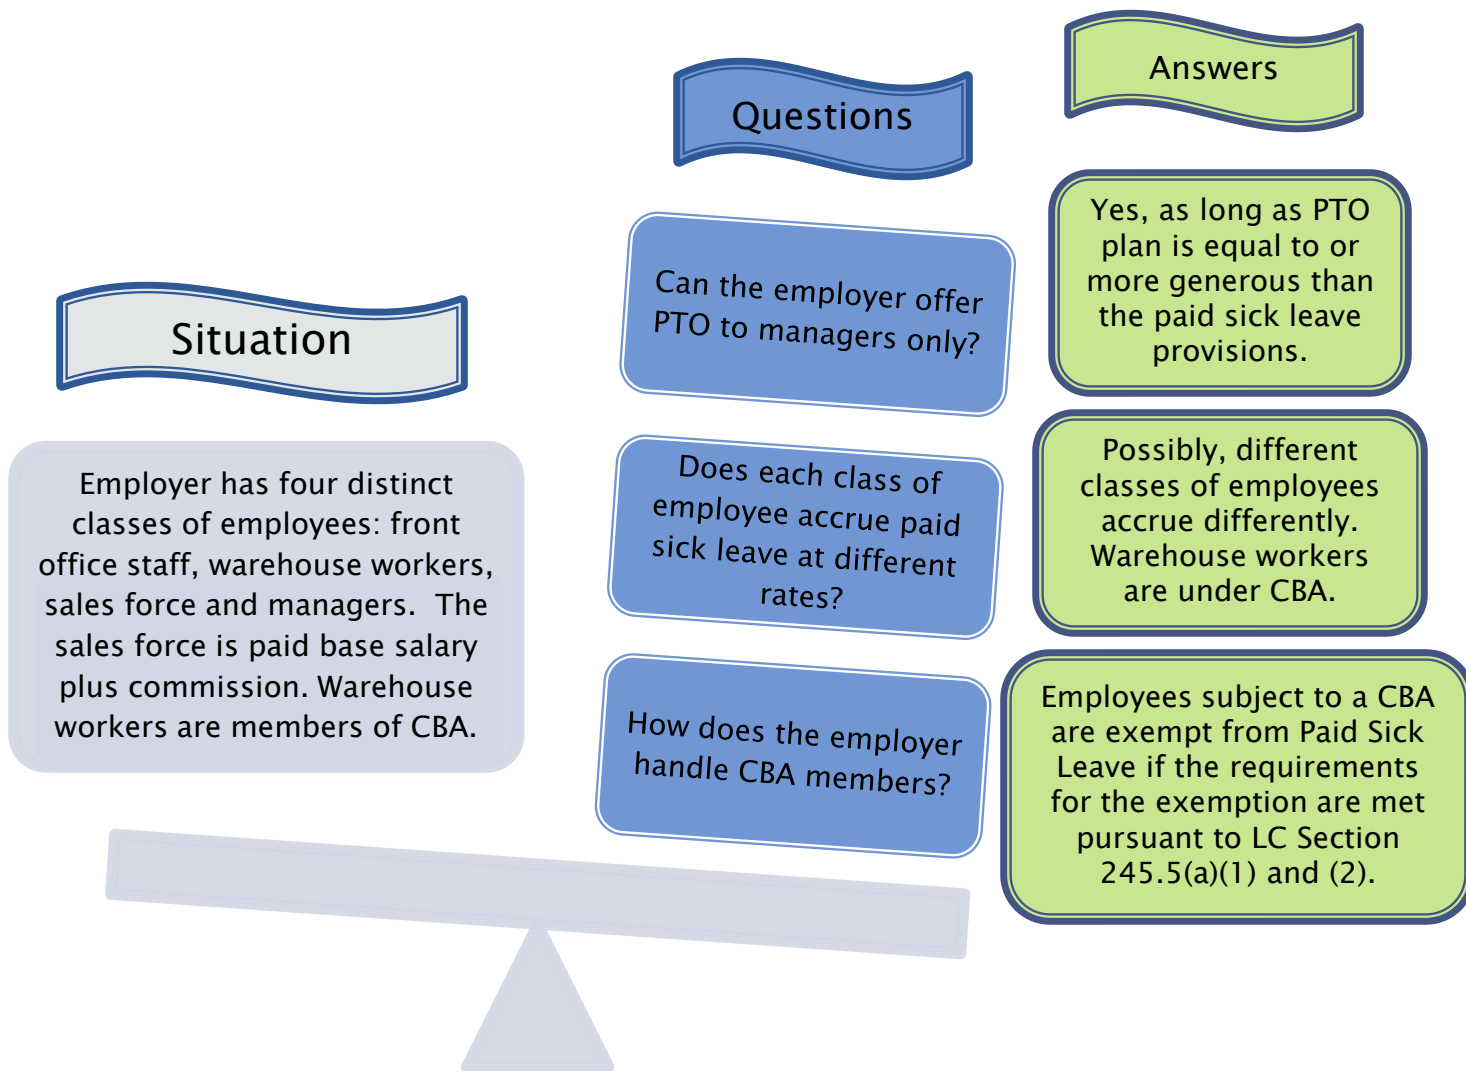 Situation
Employer has four distinct
classes of employees: front
office staff, warehouse workers,
sales force and managers.  The
sales force is paid base salary
plus commission. Warehouse
workers are members of CBA.
Questions
Can the employer offer
PTO to managers only?
Does each class of
employee accrue paid
sick leave at different
rates?
How does the employer
handle CBA members?
Answers
Yes, as long as PTO
plan is equal to or
more generous than
the paid sick leave
provisions.
Possibly, different
classes of employees
accrue differently.
Warehouse workers
are under CBA.
Employees subject to a CBA
are exempt from Paid Sick
Leave if the requirements
for the exemption are met
pursuant to LC Section
245.5(a)(1) and (2).